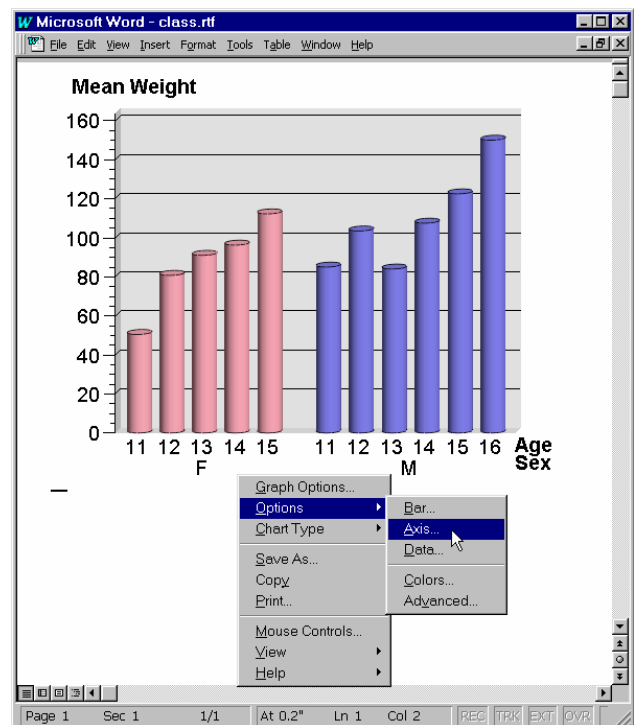 Microsoft Word - class.rtf
File Edit View Insert Format Tools Table Window Help
Mean Weight
160
140
120
100
80
60
40
20
0
11 12 13 14 15 11 12 13 14 15 16 Age
F M Sex
Graph Options...
Options
Chart Type
Save As...
Copy
Print...
Mouse Controls...
View
Help
Bar...
Axis...
Data...
Colors...
Advanced...
Page 1 Sec 1 1/1 At 0.2" Ln 1 Col 2 REC TRK EXT OVR